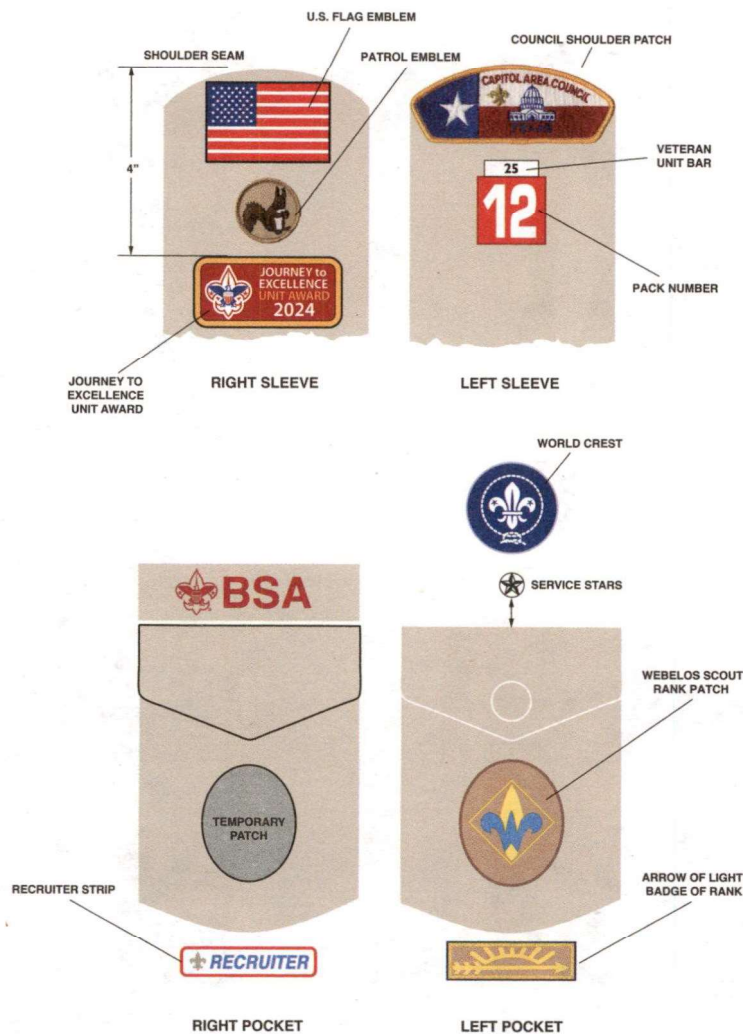 U.S. FLAG EMBLEM
SHOULDER SEAM
PATROL EMBLEM
COUNCIL SHOULDER PATCH
CAPITOL AREA COUNCIL
4"
VETERAN
UNIT BAR
25
12
PACK NUMBER
JOURNEY to
EXCELLENCE
UNIT AWARD
2024
JOURNEY TO
EXCELLENCE
UNIT AWARD
RIGHT SLEEVE
LEFT SLEEVE
WORLD CREST
SERVICE STARS
BSA
WEBELOS SCOUT
RANK PATCH
TEMPORARY
PATCH
W
RECRUITER STRIP
ARROW OF LIGHT
BADGE OF RANK
RECRUITER
RIGHT POCKET
LEFT POCKET